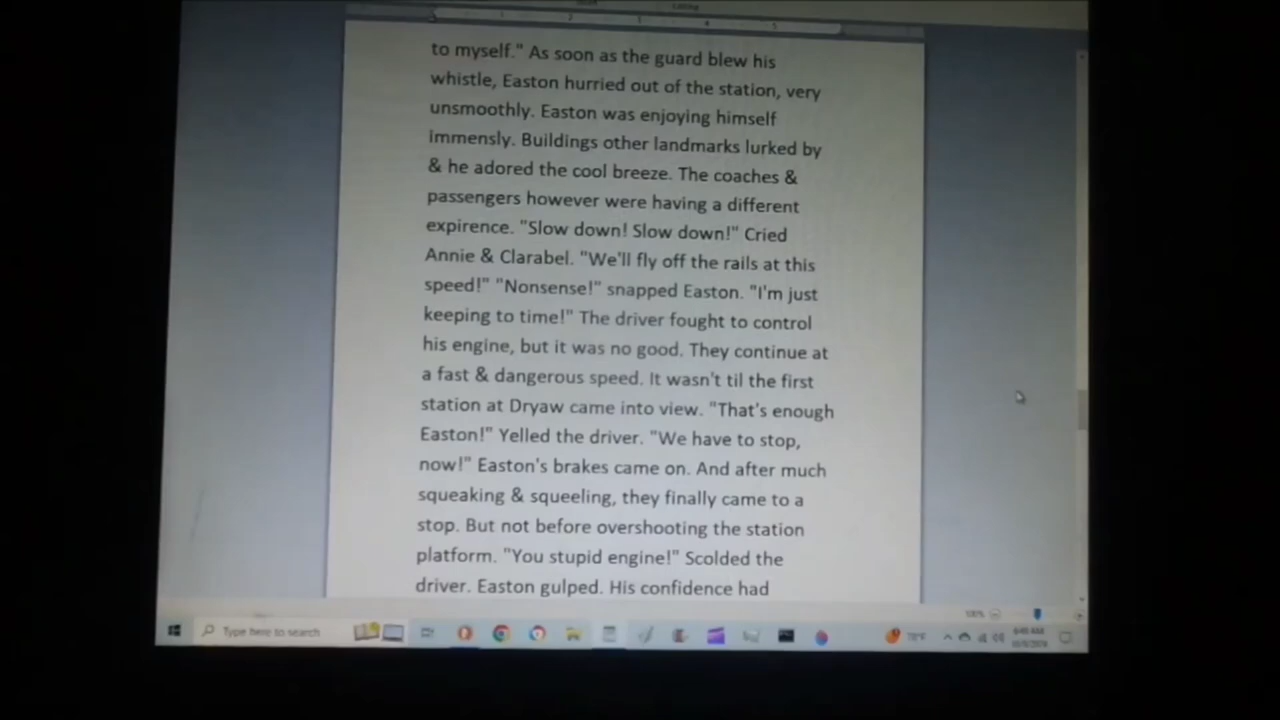 to myself." As soon as the guard blew his
whistle, Easton hurried out of the station, very
unsmoothly. Easton was enjoying himself
immensly. Buildings other landmarks lurked by
& he adored the cool breeze. The coaches &
passengers however were having a different
expirence. "Slow down! Slow down!" Cried
Annie & Clarabel. "We'll fly off the rails at this
speed!" "Nonsense!" snapped Easton. "I'm just
keeping to time!" The driver fought to control
his engine, but it was no good. They continue at
a fast & dangerous speed. It wasn't til the first
station at Dryaw came into view. "That's enough
Easton!" Yelled the driver. "We have to stop,
now!" Easton's brakes came on. And after much
squeaking & squeeling, they finally came to a
stop. But not before overshooting the station
platform. "You stupid engine!" Scolded the
driver. Easton gulped. His confidence had
100%
Type here to search